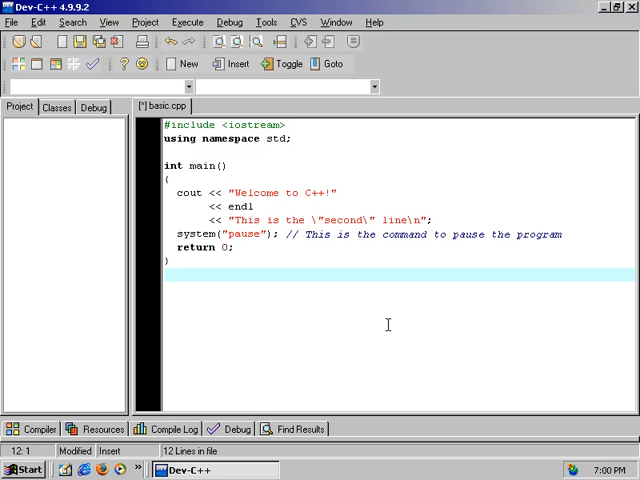 Dev-C++ 4.9.9.2
File Edit Search View Project Execute Debug Tools CVS Window Help
New Insert Toggle Goto
Project Classes Debug [*] basic.cpp
#include <iostream>
using namespace std;
int main()
{
cout << "Welcome to C++!"
<< endl
<< "This is the \"second\" line\n";
system("pause"); // This is the command to pause the program
return 0;
}
Compiler Resources Compile Log Debug Find Results
12: 1 Modified Insert 12 Lines in file
Start » Dev-C++ 7:00 PM